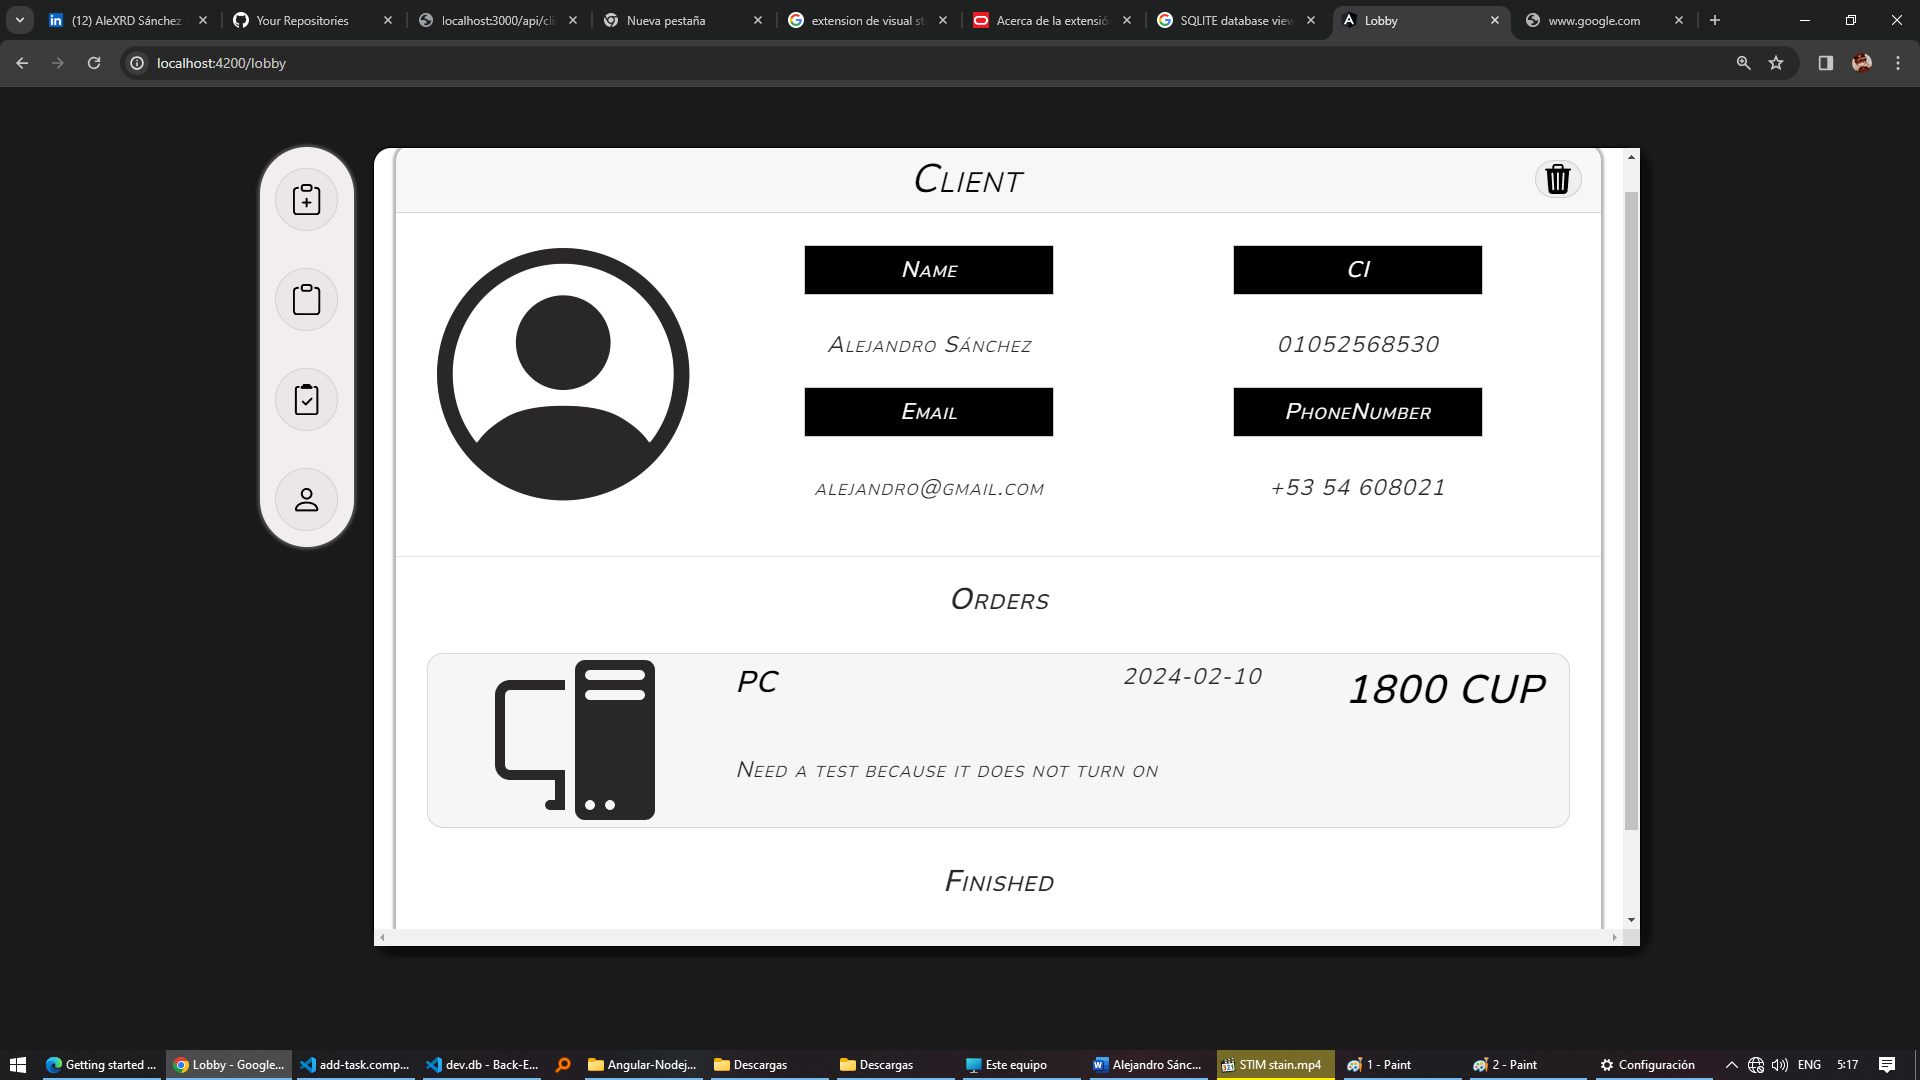 (12) AleXRD Sánchez
Your Repositories
localhost:3000/api/cli
Nueva pestaña
extension de visual st
Acerca de la extensió
SQLITE database view
Lobby
www.google.com
localhost:4200/lobby
Client
Name
CI
Alejandro Sánchez
01052568530
Email
PhoneNumber
alejandro@gmail.com
+53 54 608021
Orders
PC
2024-02-10
1800 CUP
Need a test because it does not turn on
Finished
Getting started ...
Lobby - Google...
add-task.comp...
dev.db - Back-E...
Angular-Nodej...
Descargas
Descargas
Este equipo
Alejandro Sánc...
STIM stain.mp4
1 - Paint
2 - Paint
Configuración
ENG
5:17